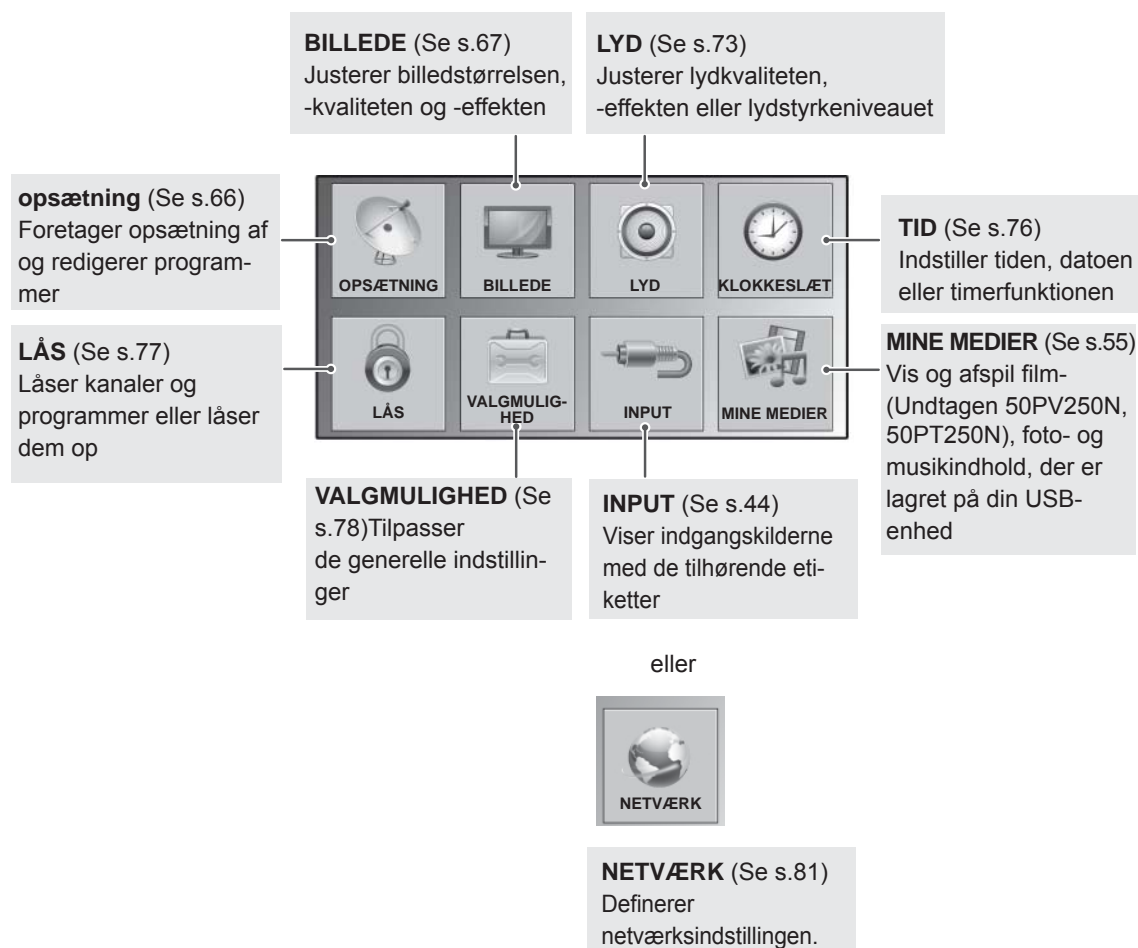 BILLEDE (Se s.67)
Justerer billedstørrelsen,
-kvaliteten og -effekten
LYD (Se s.73)
Justerer lydkvaliteten,
-effekten eller lydstyrkeniveauet
opsætning (Se s.66)
Foretager opsætning af
og redigerer program-
mer
LÅS (Se s.77)
Låser kanaler og
programmer eller låser
dem op
OPSÆTNING
BILLEDE
LYD
KLOKKESLÆT
LÅS
VALGMULIG-
HED
INPUT
MINE MEDIER
TID (Se s.76)
Indstiller tiden, datoen
eller timerfunktionen
MINE MEDIER (Se s.55)
Vis og afspil film-
(Undtagen 50PV250N,
50PT250N), foto- og
musikindhold, der er
lagret på din USB-
enhed
VALGMULIGHED (Se
s.78)Tilpasser
de generelle indstillin-
ger
INPUT (Se s.44)
Viser indgangskilderne
med de tilhørende eti-
ketter
eller
NETVÆRK
NETVÆRK (Se s.81)
Definerer
netværksindstillingen.